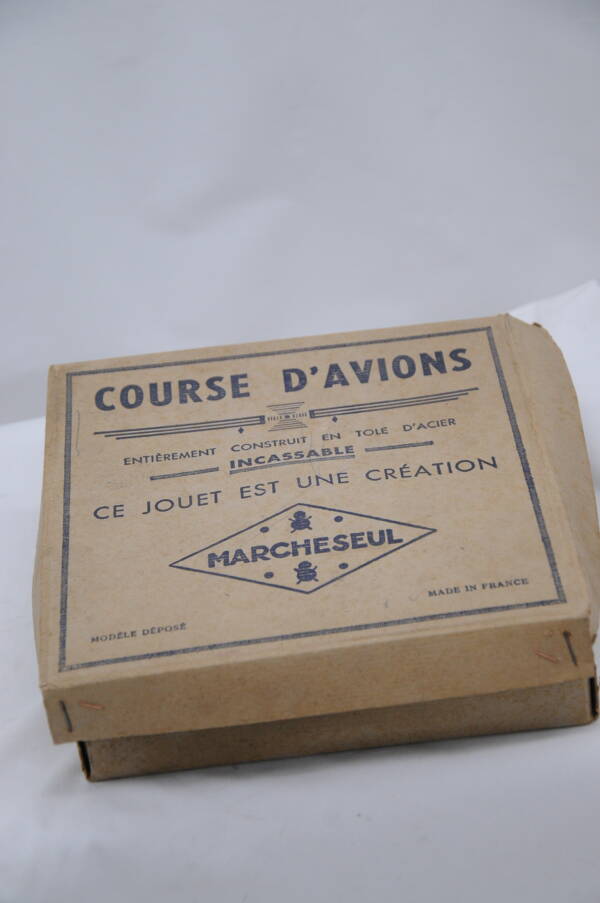 COURSE D'AVIONS
ENTIÈREMENT CONSTRUIT EN TOLE D'ACIER
INCASSABLE
CE JOUET EST UNE CRÉATION
MARCHESEUL
MODÈLE DÉPOSÉ
MADE IN FRANCE